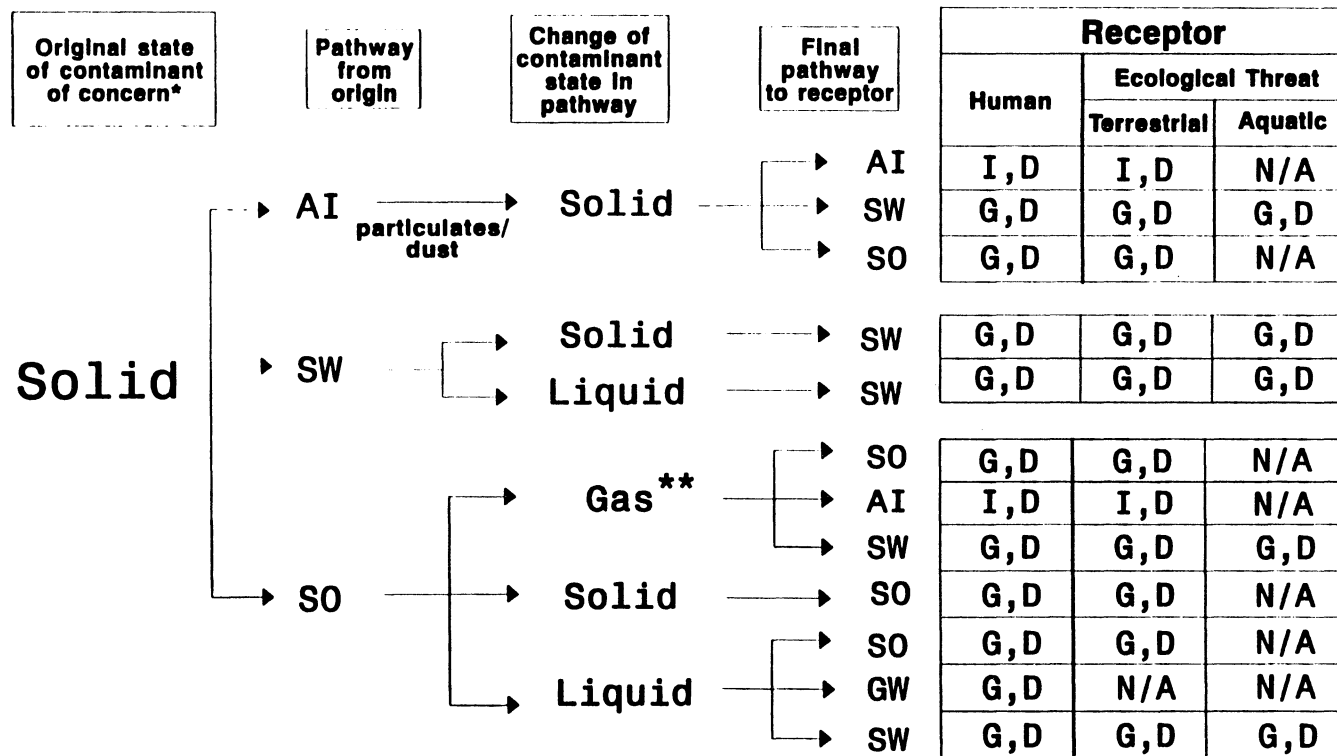 Original state
of contaminant
of concern*
Pathway
from
origin
Change of
contaminant
state in
pathway
Final
pathway
to receptor
Receptor
Human
Ecological Threat
Terrestrial
Aquatic
Solid
AI
particulates/
dust
Solid
AI
I,D
I,D
N/A
SW
G,D
G,D
G,D
SO
G,D
G,D
N/A
SW
Solid
SW
G,D
G,D
G,D
Liquid
SW
G,D
G,D
G,D
SO
Gas**
SO
G,D
G,D
N/A
AI
I,D
I,D
N/A
SW
G,D
G,D
G,D
Solid
SO
G,D
G,D
N/A
Liquid
SO
G,D
G,D
N/A
GW
G,D
N/A
N/A
SW
G,D
G,D
G,D